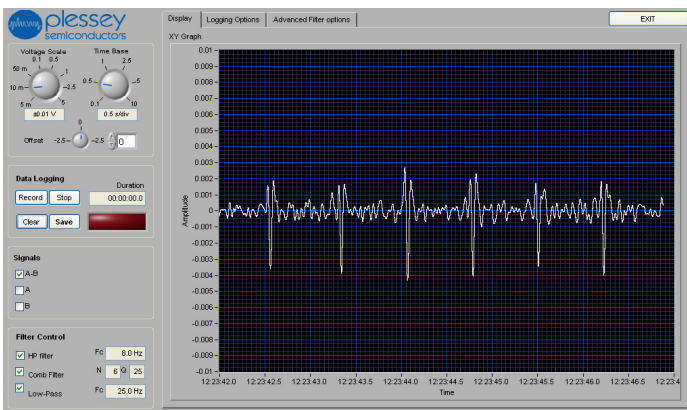 plessey
semiconductors
Voltage Scale
Time Base
0.1 0.5
50 m
1
10 m
2.5
5 m
5
±0.01 V
1 2.5
0.5
5
0.1
10
0.5 s/div
0
Offset -2.5 -2.5 0
Data Logging
Duration
Record Stop 00:00:00.0
Clear Save
Signals
A-B
A
B
Filter Control
HP filter Fc 8.0 Hz
Comb Filter N 6 Q 25
Low-Pass Fc 25.0 Hz
Display Logging Options Advanced Filter options EXIT
XY Graph
Amplitude
0.01
0.009
0.008
0.007
0.006
0.005
0.004
0.003
0.002
0.001
0
-0.001
-0.002
-0.003
-0.004
-0.005
-0.006
-0.007
-0.008
-0.009
-0.01
12:23:42.0 12:23:42.5 12:23:43.0 12:23:43.5 12:23:44.0 12:23:44.5 12:23:45.0 12:23:45.5 12:23:46.0 12:23:46.5 12:23:4
Time